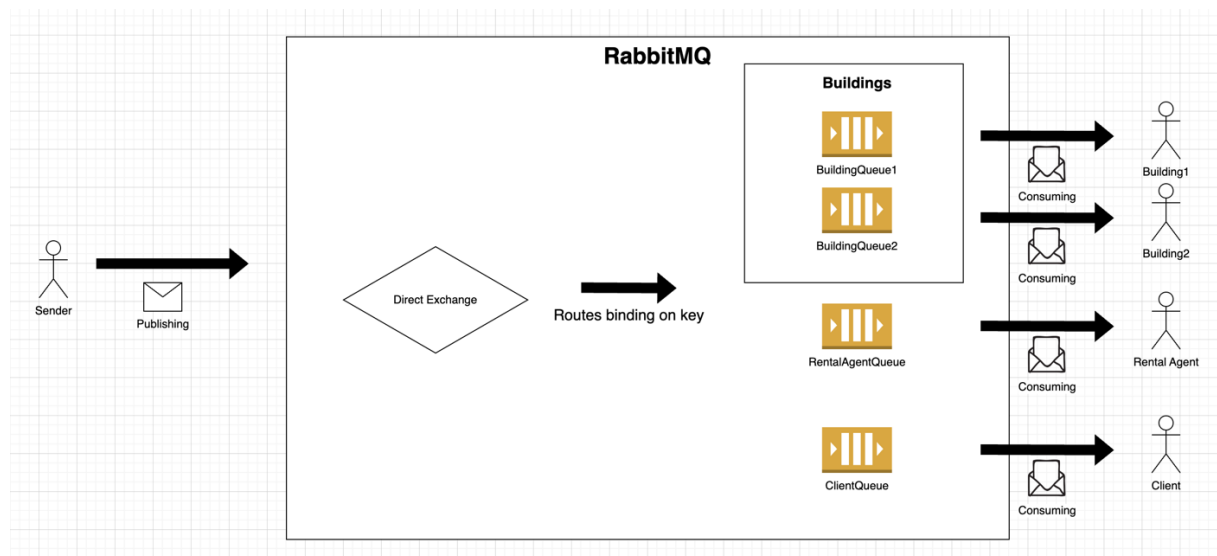 RabbitMQ
Buildings
BuildingQueue1
Building1
Consuming
BuildingQueue2
Building2
Consuming
Sender
Publishing
Direct Exchange
Routes binding on key
RentalAgentQueue
Rental Agent
Consuming
ClientQueue
Client
Consuming